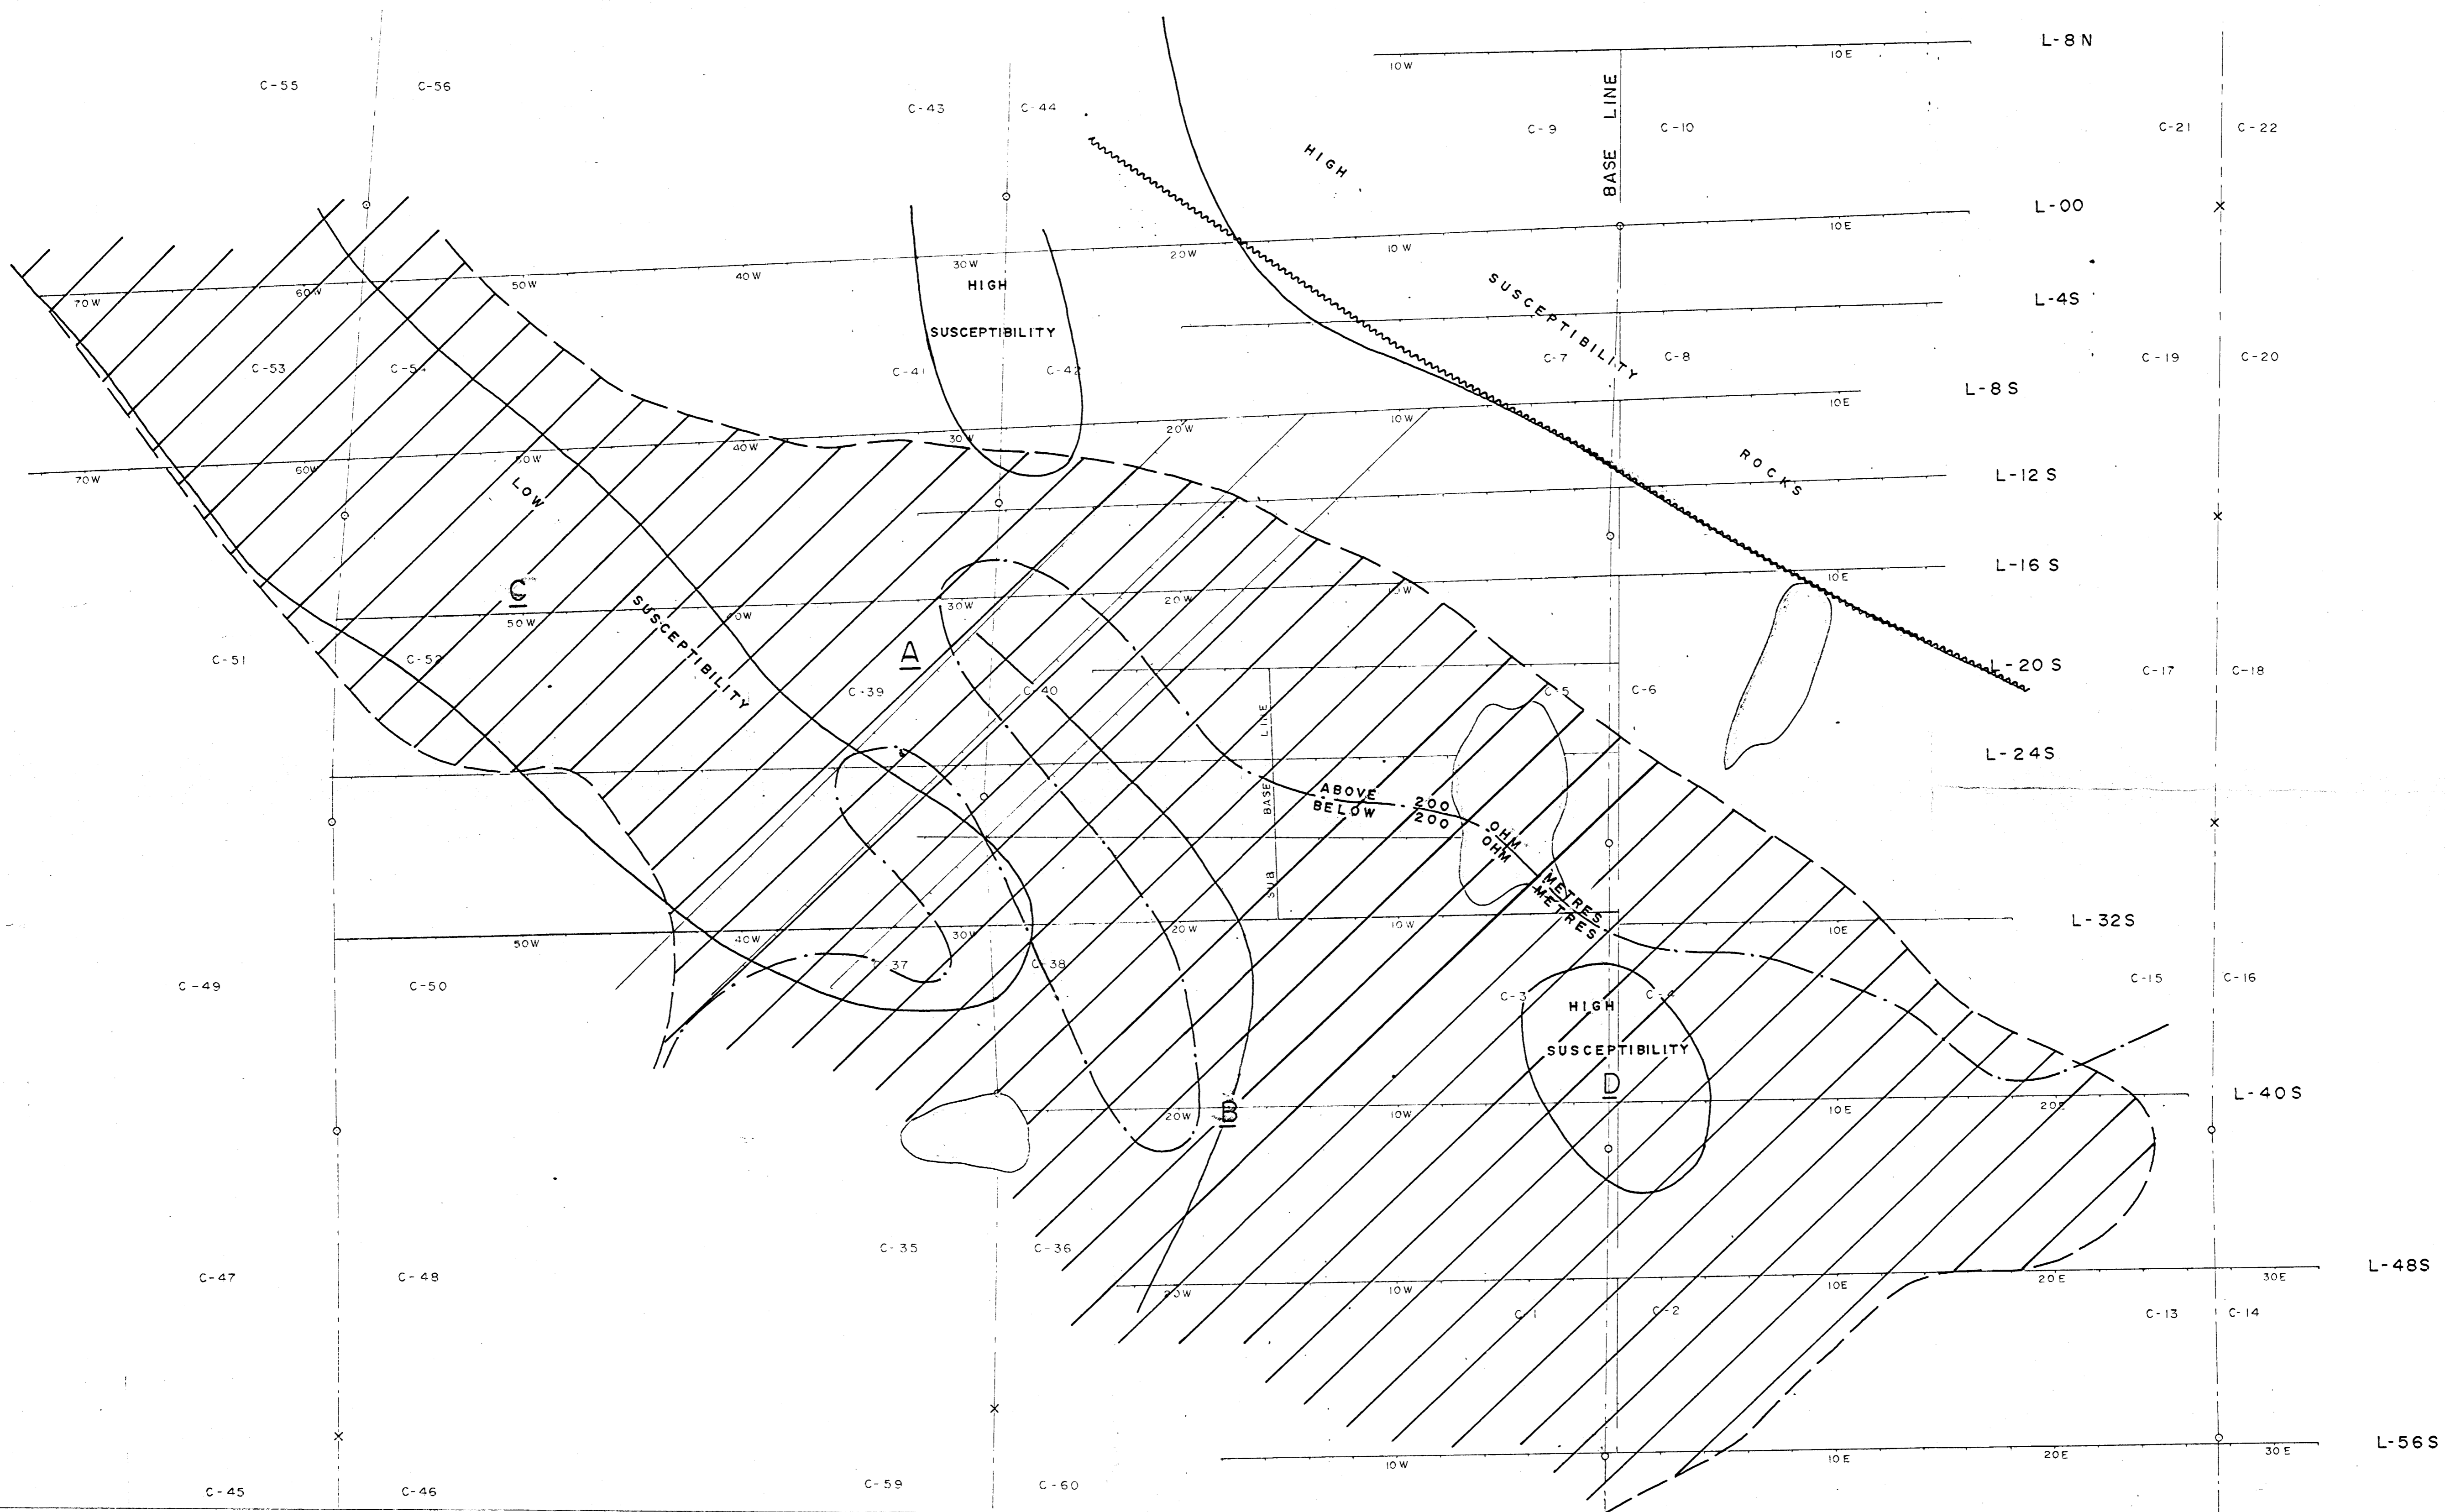 L-8N
10W
10E
C-55
C-56
C-43
C-44
BASE LINE
C-9
C-10
C-21
C-22
HIGH
SUSCEPTIBILITY
ROCKS
L-00
70W
60W
50W
40W
30W
20W
10W
10E
HIGH
SUSCEPTIBILITY
L-4S
C-53
C-54
C-41
C-42
C-7
C-8
C-19
C-20
L-8S
70W
60W
50W
40W
30W
20W
10W
10E
L-12S
LOW
SUSCEPTIBILITY
C
L-16S
50W
40W
30W
20W
10W
10E
A
C-51
C-52
C-39
C-40
C-5
C-6
L-20S
C-17
C-18
SUB BASE LINE
L-24S
ABOVE 200 OHM METRES
BELOW 200 OHM METRES
L-32S
50W
40W
30W
20W
10W
10E
C-49
C-50
C-37
C-38
C-3
C-4
C-15
C-16
HIGH
SUSCEPTIBILITY
D
B
L-40S
20W
10W
10E
20E
C-47
C-48
C-35
C-36
L-48S
20W
10W
10E
20E
30E
C-1
C-2
C-13
C-14
L-56S
10W
10E
20E
30E
C-45
C-46
C-59
C-60